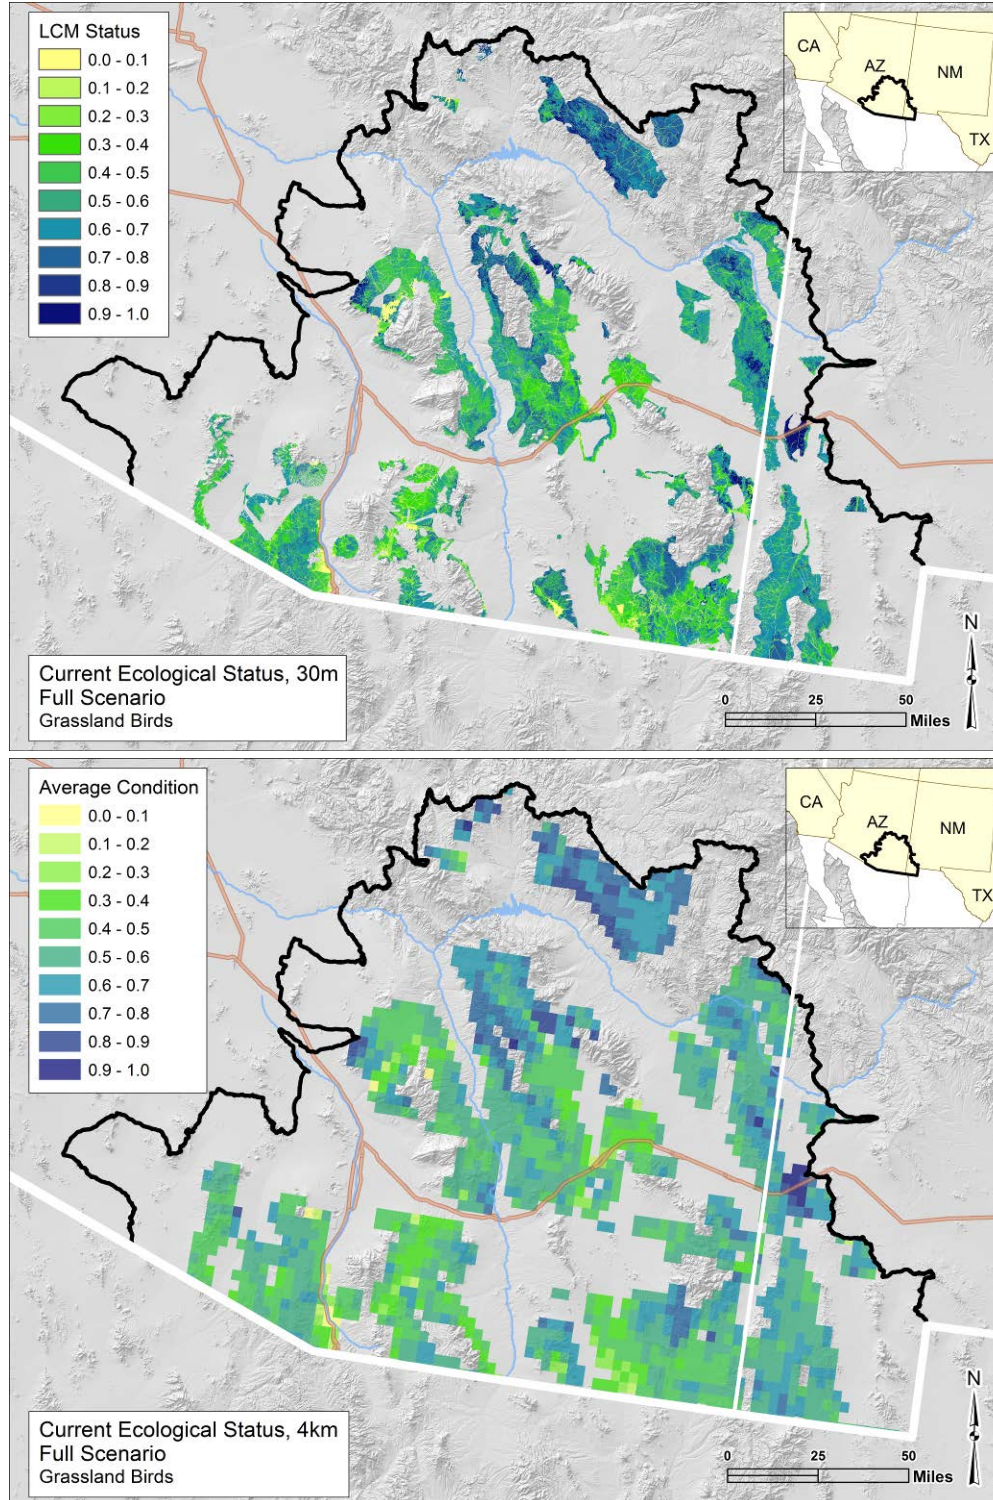 LCM Status
0.0 - 0.1
0.1 - 0.2
0.2 - 0.3
0.3 - 0.4
0.4 - 0.5
0.5 - 0.6
0.6 - 0.7
0.7 - 0.8
0.8 - 0.9
0.9 - 1.0
CA
AZ
NM
TX
Current Ecological Status, 30m
Full Scenario
Grassland Birds
N
0 25 50
Miles
Average Condition
0.0 - 0.1
0.1 - 0.2
0.2 - 0.3
0.3 - 0.4
0.4 - 0.5
0.5 - 0.6
0.6 - 0.7
0.7 - 0.8
0.8 - 0.9
0.9 - 1.0
CA
AZ
NM
TX
Current Ecological Status, 4km
Full Scenario
Grassland Birds
N
0 25 50
Miles